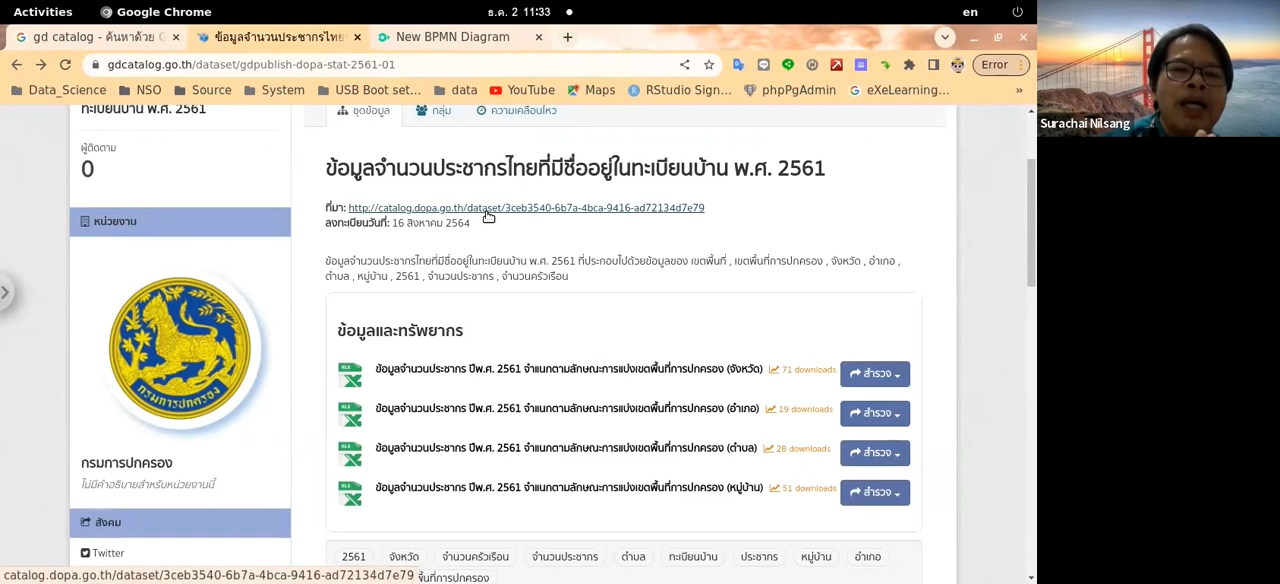 Activities
Google Chrome
ธ.ค. 2 11:33
en
gd catalog - ค้นหาด้วย G
ข้อมูลจำนวนประชากรไทย
New BPMN Diagram
gdcatalog.go.th/dataset/gdpublish-dopa-stat-2561-01
Error
Data_Science
NSO
Source
System
USB Boot set...
data
YouTube
Maps
RStudio Sign...
phpPgAdmin
eXeLearning...
»
ทะเบียนบ้าน พ.ศ. 2561
ผู้ติดตาม
0
หน่วยงาน
กรมการปกครอง
กรมการปกครอง
ไม่มีคำอธิบายสำหรับหน่วยงานนี้
สังคม
Twitter
ชุดข้อมูล
กลุ่ม
ความเคลื่อนไหว
ข้อมูลจำนวนประชากรไทยที่มีชื่ออยู่ในทะเบียนบ้าน พ.ศ. 2561
ที่มา: http://catalog.dopa.go.th/dataset/3ceb3540-6b7a-4bca-9416-ad72134d7e79
ลงทะเบียนวันที่: 16 สิงหาคม 2564
ข้อมูลจำนวนประชากรไทยที่มีชื่ออยู่ในทะเบียนบ้าน พ.ศ. 2561 ที่ประกอบไปด้วยข้อมูลของ เขตพื้นที่ , เขตพื้นที่การปกครอง , จังหวัด , อำเภอ ,
ตำบล , หมู่บ้าน , 2561 , จำนวนประชากร , จำนวนครัวเรือน
ข้อมูลและทรัพยากร
XLS ข้อมูลจำนวนประชากร ปีพ.ศ. 2561 จำแนกตามลักษณะการแบ่งเขตพื้นที่การปกครอง (จังหวัด) 71 downloads สำรวจ
XLS ข้อมูลจำนวนประชากร ปีพ.ศ. 2561 จำแนกตามลักษณะการแบ่งเขตพื้นที่การปกครอง (อำเภอ) 19 downloads สำรวจ
XLS ข้อมูลจำนวนประชากร ปีพ.ศ. 2561 จำแนกตามลักษณะการแบ่งเขตพื้นที่การปกครอง (ตำบล) 28 downloads สำรวจ
XLS ข้อมูลจำนวนประชากร ปีพ.ศ. 2561 จำแนกตามลักษณะการแบ่งเขตพื้นที่การปกครอง (หมู่บ้าน) 51 downloads สำรวจ
2561 จังหวัด จำนวนครัวเรือน จำนวนประชากร ตำบล ทะเบียนบ้าน ประชากร หมู่บ้าน อำเภอ
พื้นที่การปกครอง
catalog.dopa.go.th/dataset/3ceb3540-6b7a-4bca-9416-ad72134d7e79
Surachai Nilsang